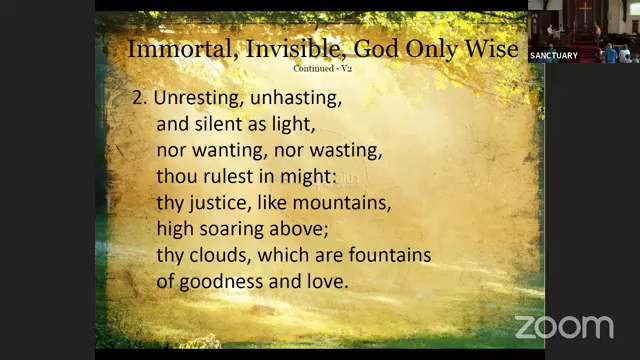 Immortal, Invisible, God Only Wise
Continued - V2
SANCTUARY
2. Unresting, unhasting,
and silent as light,
nor wanting, nor wasting,
thou rulest in might:
thy justice, like mountains,
high soaring above;
thy clouds, which are fountains
of goodness and love.
zoom